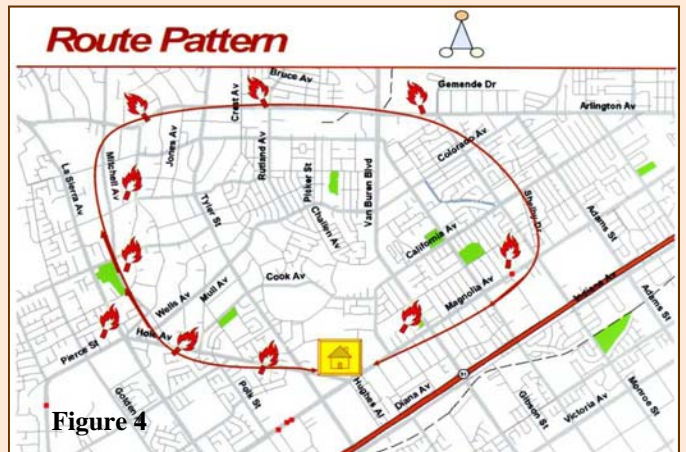 Route Pattern
Bruce Av
Gemende Dr
Arlington Av
Crest Av
Colorado Av
Jones Av
Rutland Av
Mitchell Av
La Sierra Av
Picker St
Van Buren Blvd
Tyler St
Challen Av
Shelby Dr
Adams St
California Av
Cook Av
Magnolia Av
Indiana Av
Adams St
Wells Av
Mull Av
Hole Av
Pierce St
Polk St
Hughes Al
Diana Av
Golden
Gibson St
Victoria Av
Monroe St
Figure 4